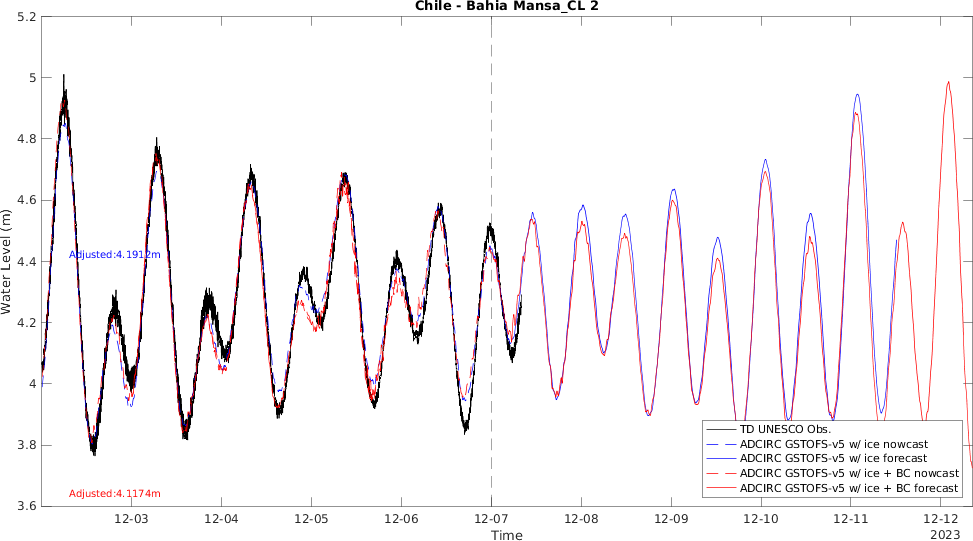 Chile - Bahia Mansa_CL 2
5.2
5
4.8
4.6
4.4
4.2
4
3.8
3.6
Water Level (m)
Adjusted:4.1912m
Adjusted:4.1174m
TD UNESCO Obs.
ADCIRC GSTOFS-v5 w/ ice nowcast
ADCIRC GSTOFS-v5 w/ ice forecast
ADCIRC GSTOFS-v5 w/ ice + BC nowcast
ADCIRC GSTOFS-v5 w/ ice + BC forecast
12-03 12-04 12-05 12-06 12-07 12-08 12-09 12-10 12-11 12-12
2023
Time